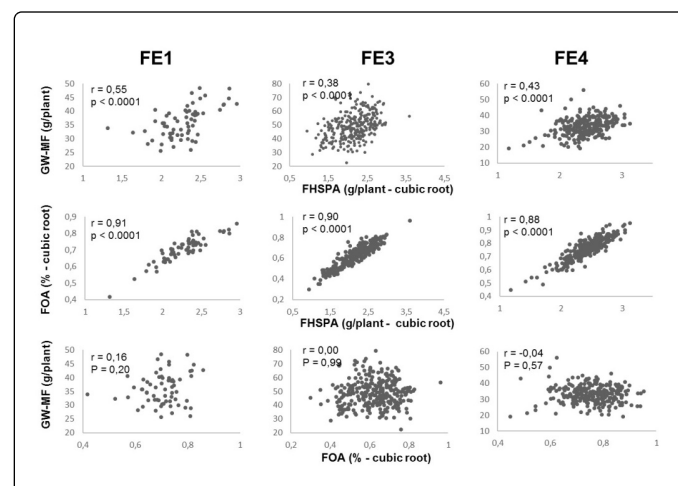 FE1 FE3 FE4
GW-MF (g/plant)
50
45
40
35
30
25
20
r = 0,55
p < 0.0001
1 1,5 2 2,5 3
80
70
60
50
40
30
20
r = 0,38
p < 0.0001
0,5 1,5 2,5 3,5 4,5
FHSPA (g/plant - cubic root)
60
50
40
30
20
10
r = 0,43
p < 0.0001
1 2 3
FOA (% - cubic root)
0,9
0,8
0,7
0,6
0,5
0,4
r = 0,91
p < 0.0001
1 1,5 2 2,5 3
1
0,8
0,6
0,4
0,2
r = 0,90
p < 0.0001
0,5 1,5 2,5 3,5 4,5
FHSPA (g/plant - cubic root)
1
0,9
0,8
0,7
0,6
0,5
0,4
r = 0,88
p < 0.0001
1 2 3
GW-MF (g/plant)
50
45
40
35
30
25
20
r = 0,16
P = 0,20
0,4 0,6 0,8 1
80
70
60
50
40
30
20
r = 0,00
P = 0,99
0,2 0,4 0,6 0,8 1
FOA (% - cubic root)
60
50
40
30
20
10
r = -0,04
P = 0,57
0,4 0,6 0,8 1